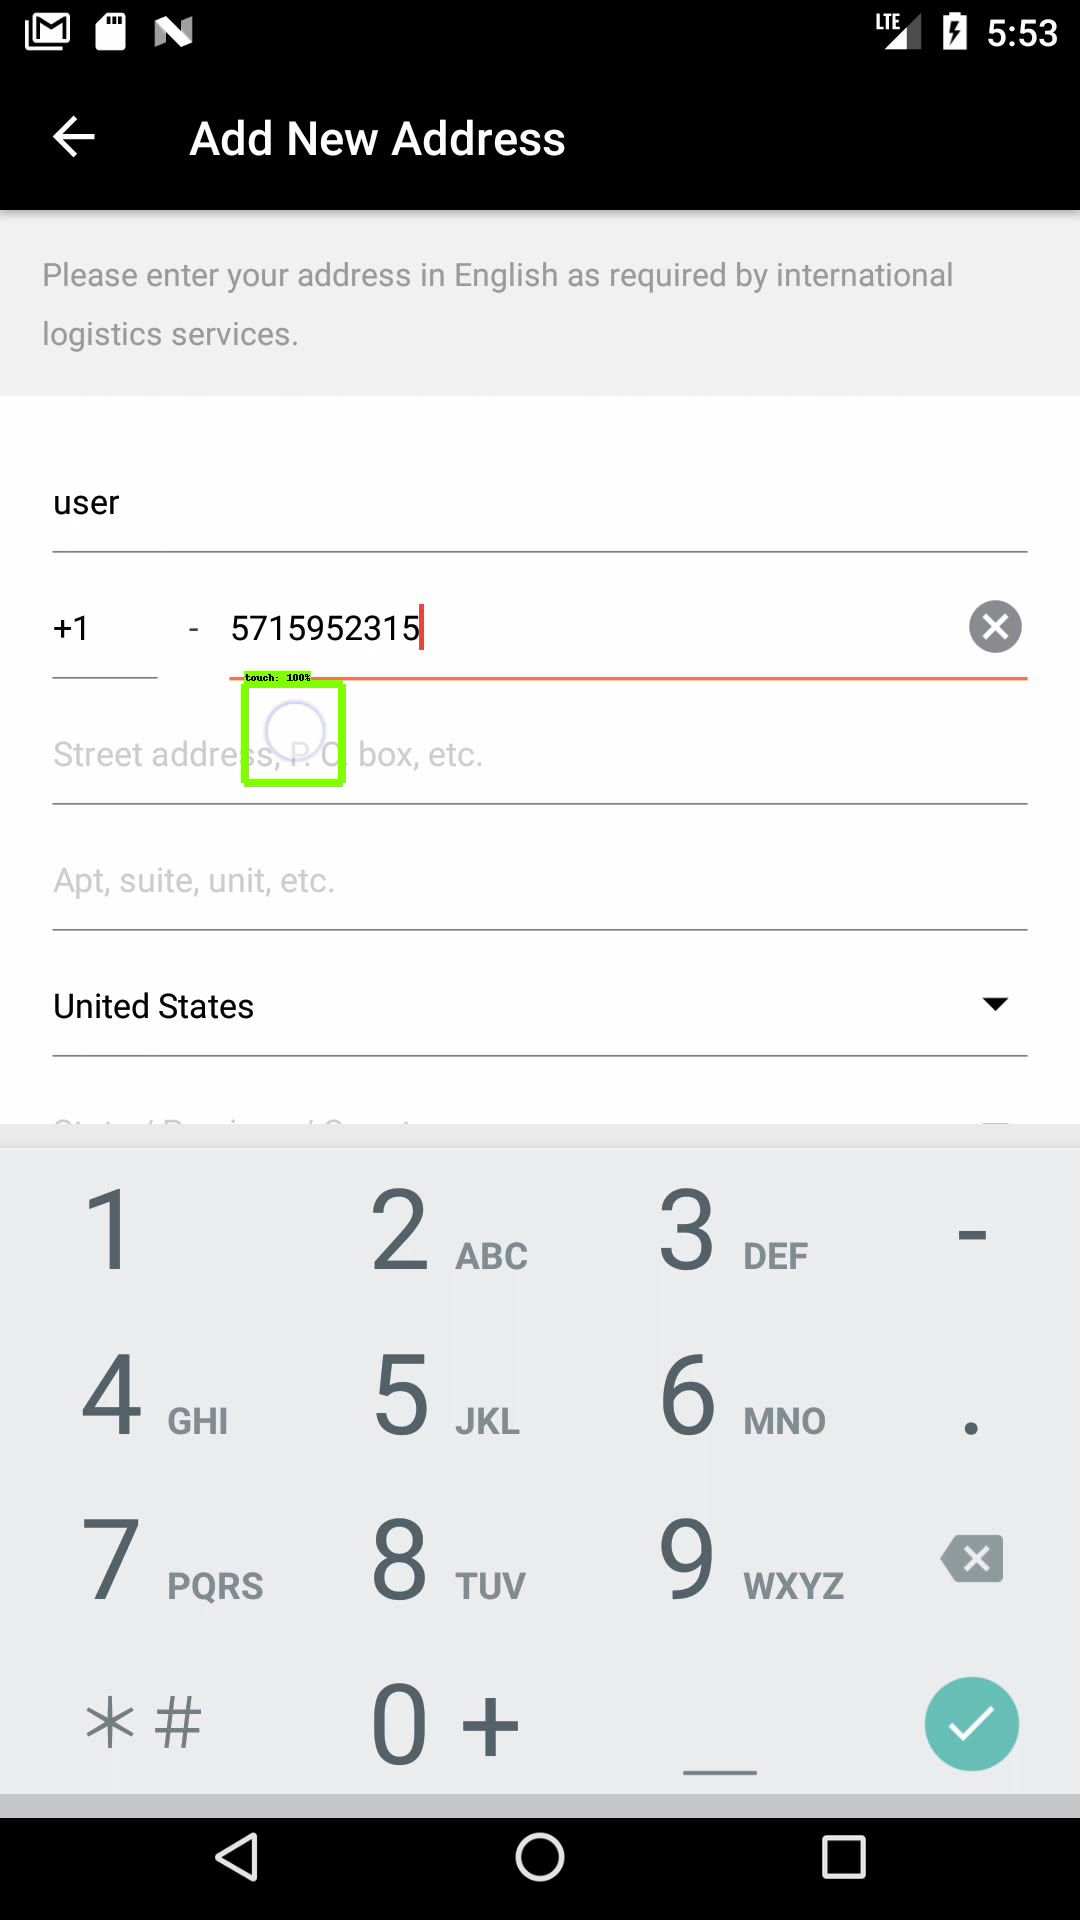 LTE 5:53
Add New Address
Please enter your address in English as required by international
logistics services.
user
+1 - 5715952315
touch: 100%
Street address, P. O. box, etc.
Apt, suite, unit, etc.
United States
1 2 ABC 3 DEF -
4 GHI 5 JKL 6 MNO .
7 PQRS 8 TUV 9 WXYZ
* # 0 + _